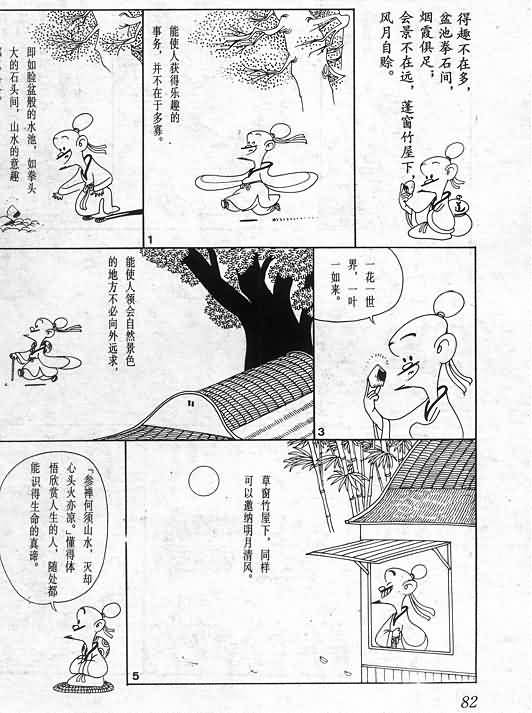 得趣不在多，
盆池拳石间，
烟霞俱足；
会景不在远，蓬窗竹屋下，
风月自赊。
能使人获得乐趣的
事务，并不在于多寡。
1
即如脸盆般的水池，如拳头
大的石头间，山水的意趣
一花一世
界，一叶
一如来。
3
能使人领会自然景色
的地方不必向外远求，
草窗竹屋下，同样
可以邀纳明月清风。
5
「参禅何须山水，灭却
心头火亦凉。」懂得体
悟欣赏人生的人，随处都
能识得生命的真谛。
82